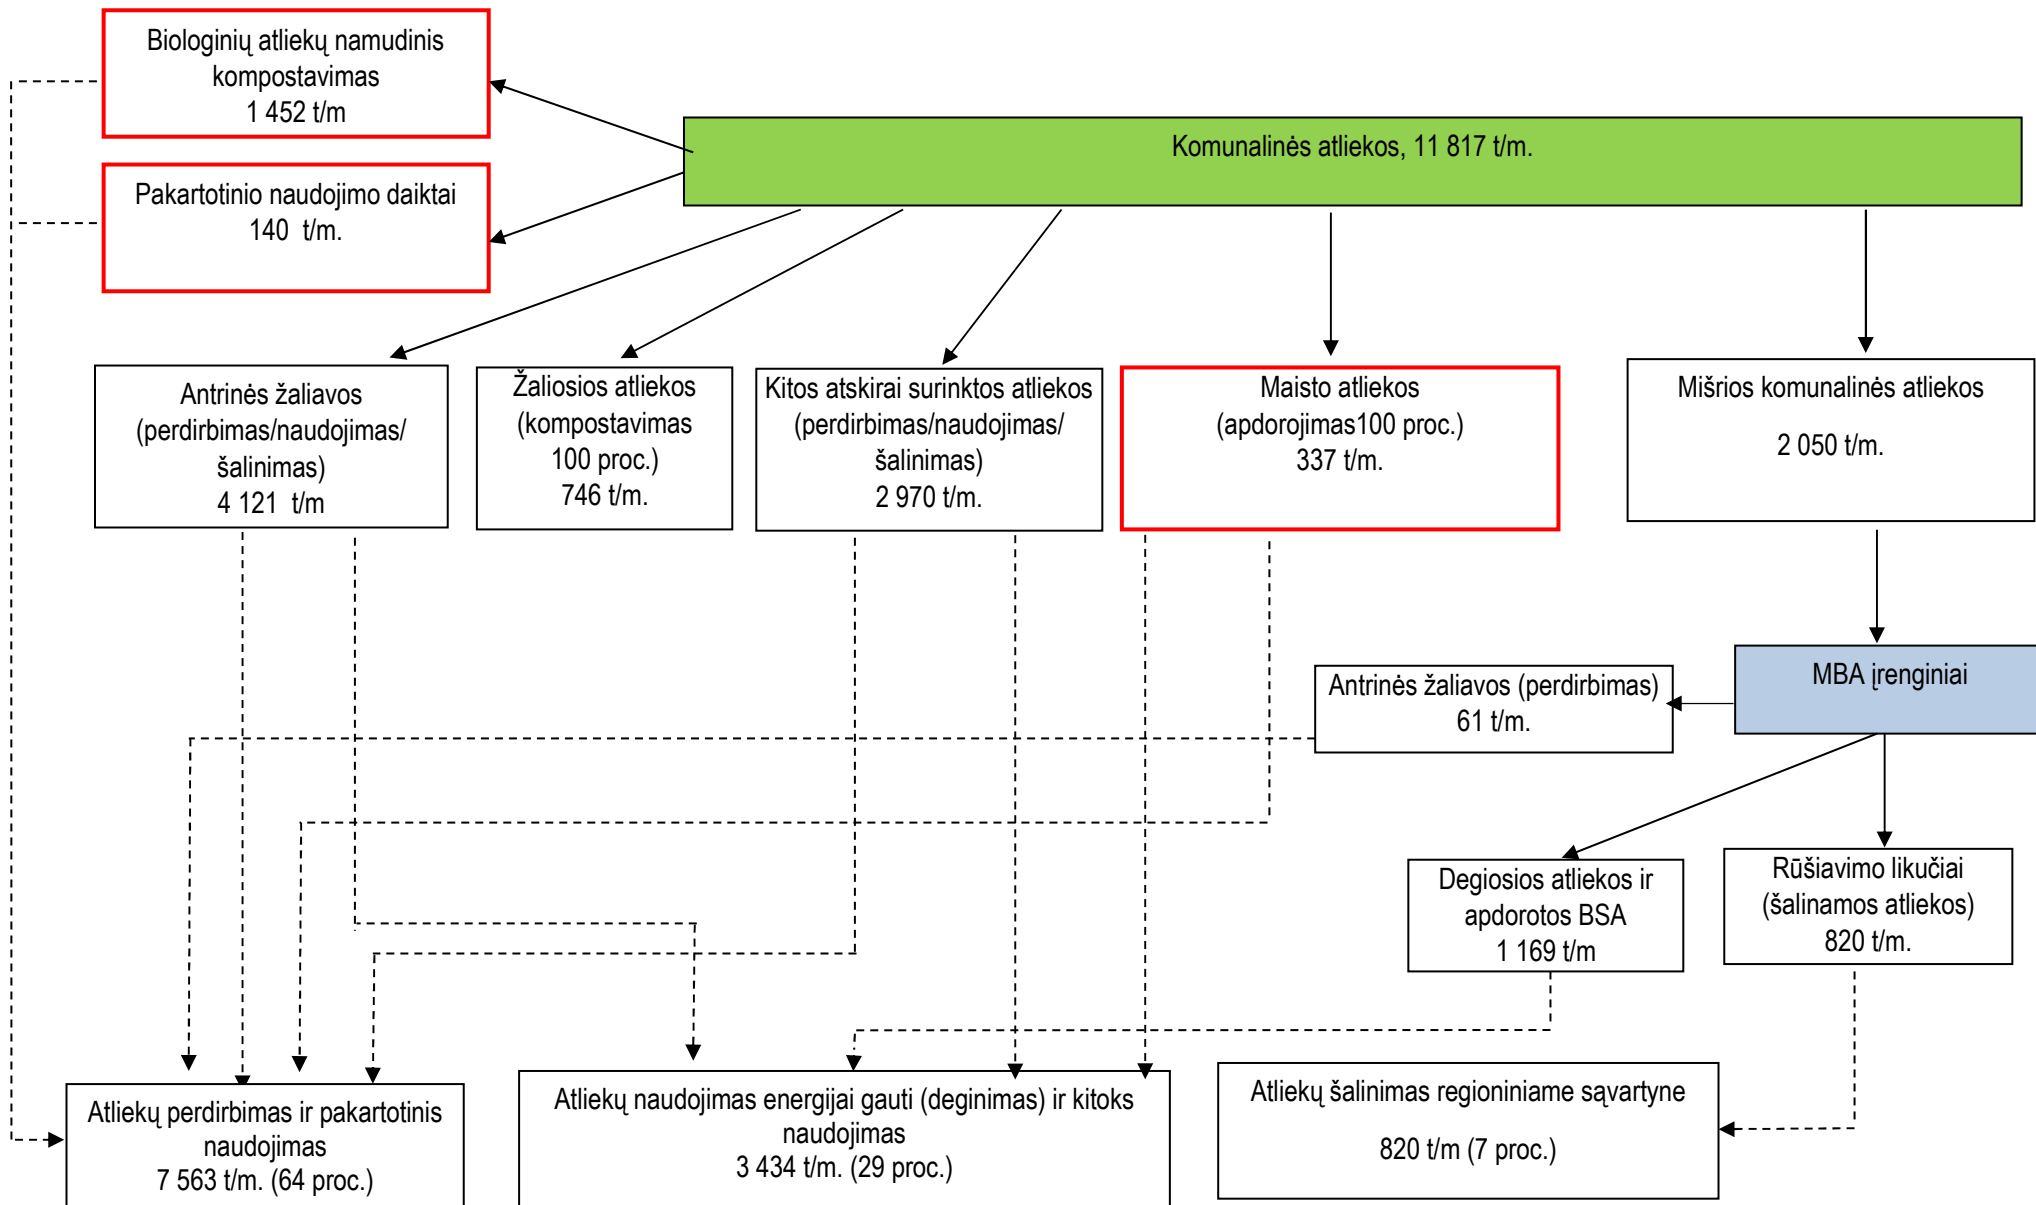 Biologinių atliekų namudinis
kompostavimas
1 452 t/m
Komunalinės atliekos, 11 817 t/m.
Pakartotinio naudojimo daiktai
140 t/m.
Antrinės žaliavos
(perdirbimas/naudojimas/
šalinimas)
4 121 t/m
Žaliosios atliekos
(kompostavimas
100 proc.)
746 t/m.
Kitos atskirai surinktos atliekos
(perdirbimas/naudojimas/
šalinimas)
2 970 t/m.
Maisto atliekos
(apdorojimas100 proc.)
337 t/m.
Mišrios komunalinės atliekos
2 050 t/m.
MBA įrenginiai
Antrinės žaliavos (perdirbimas)
61 t/m.
Degiosios atliekos ir
apdorotos BSA
1 169 t/m
Rūšiavimo likučiai
(šalinamos atliekos)
820 t/m.
Atliekų perdirbimas ir pakartotinis
naudojimas
7 563 t/m. (64 proc.)
Atliekų naudojimas energijai gauti (deginimas) ir kitoks
naudojimas
3 434 t/m. (29 proc.)
Atliekų šalinimas regioniniame sąvartyne
820 t/m (7 proc.)